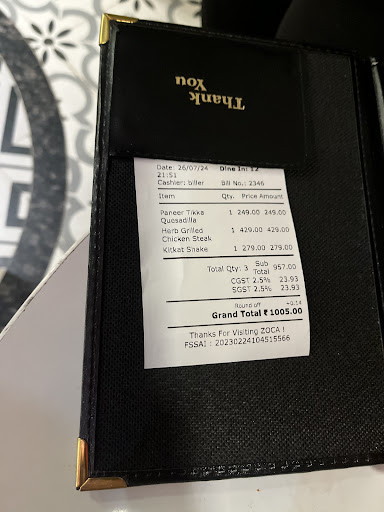 Thank
You
Date: 26/07/24 Dine In: 12
21:51
Cashier: biller Bill No.: 2346
Item Qty. Price Amount
Paneer Tikka 1 249.00 249.00
Quesadilla
Herb Grilled 1 429.00 429.00
Chicken Steak
Kitkat Shake 1 279.00 279.00
Total Qty: 3 Sub Total 957.00
CGST 2.5% 23.93
SGST 2.5% 23.93
Round off +0.14
Grand Total ₹ 1005.00
Thanks For Visiting ZOCA !
FSSAI : 20230224104515566